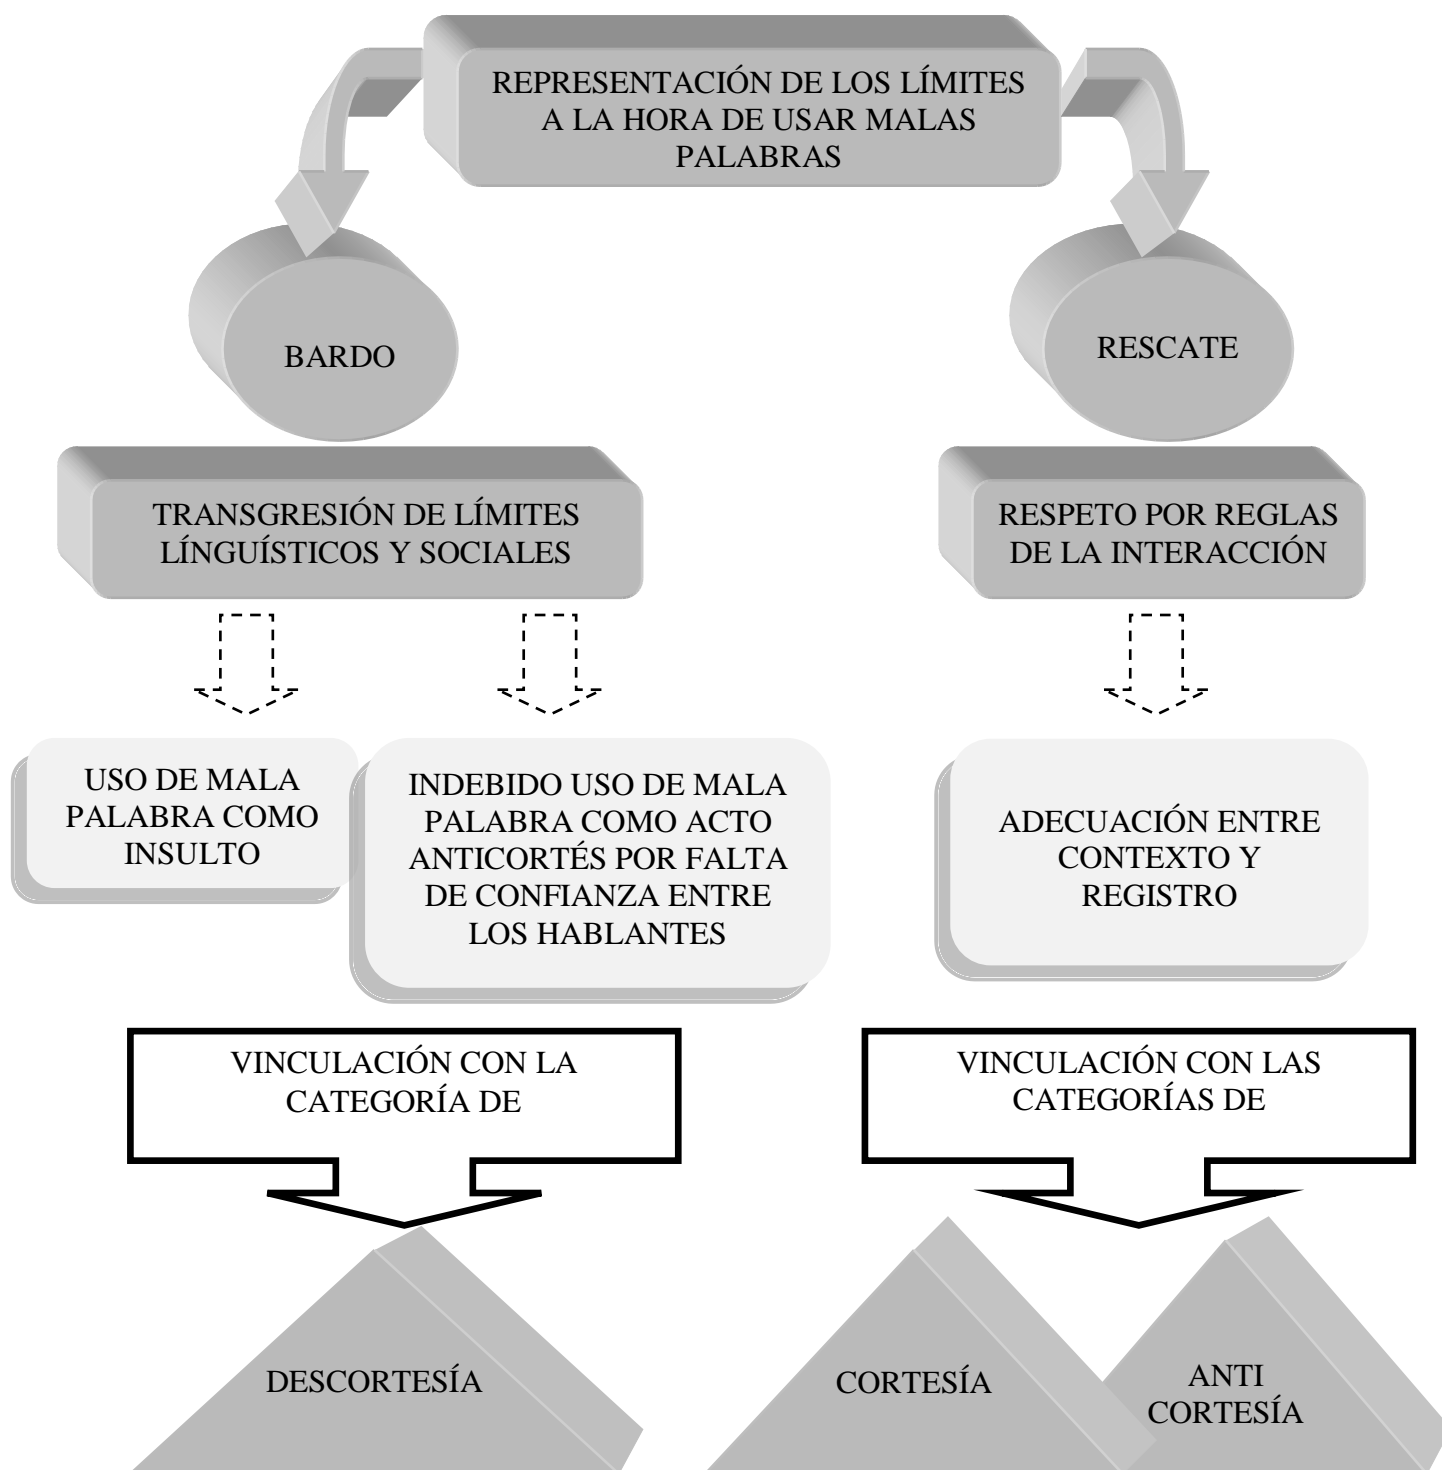 REPRESENTACIÓN DE LOS LÍMITES
A LA HORA DE USAR MALAS
PALABRAS
BARDO
RESCATE
TRANSGRESIÓN DE LÍMITES
LÍNGUÍSTICOS Y SOCIALES
RESPETO POR REGLAS
DE LA INTERACCIÓN
USO DE MALA
PALABRA COMO
INSULTO
INDEBIDO USO DE MALA
PALABRA COMO ACTO
ANTICORTÉS POR FALTA
DE CONFIANZA ENTRE
LOS HABLANTES
ADECUACIÓN ENTRE
CONTEXTO Y
REGISTRO
VINCULACIÓN CON LA
CATEGORÍA DE
VINCULACIÓN CON LAS
CATEGORÍAS DE
DESCORTESÍA
CORTESÍA
ANTI
CORTESÍA